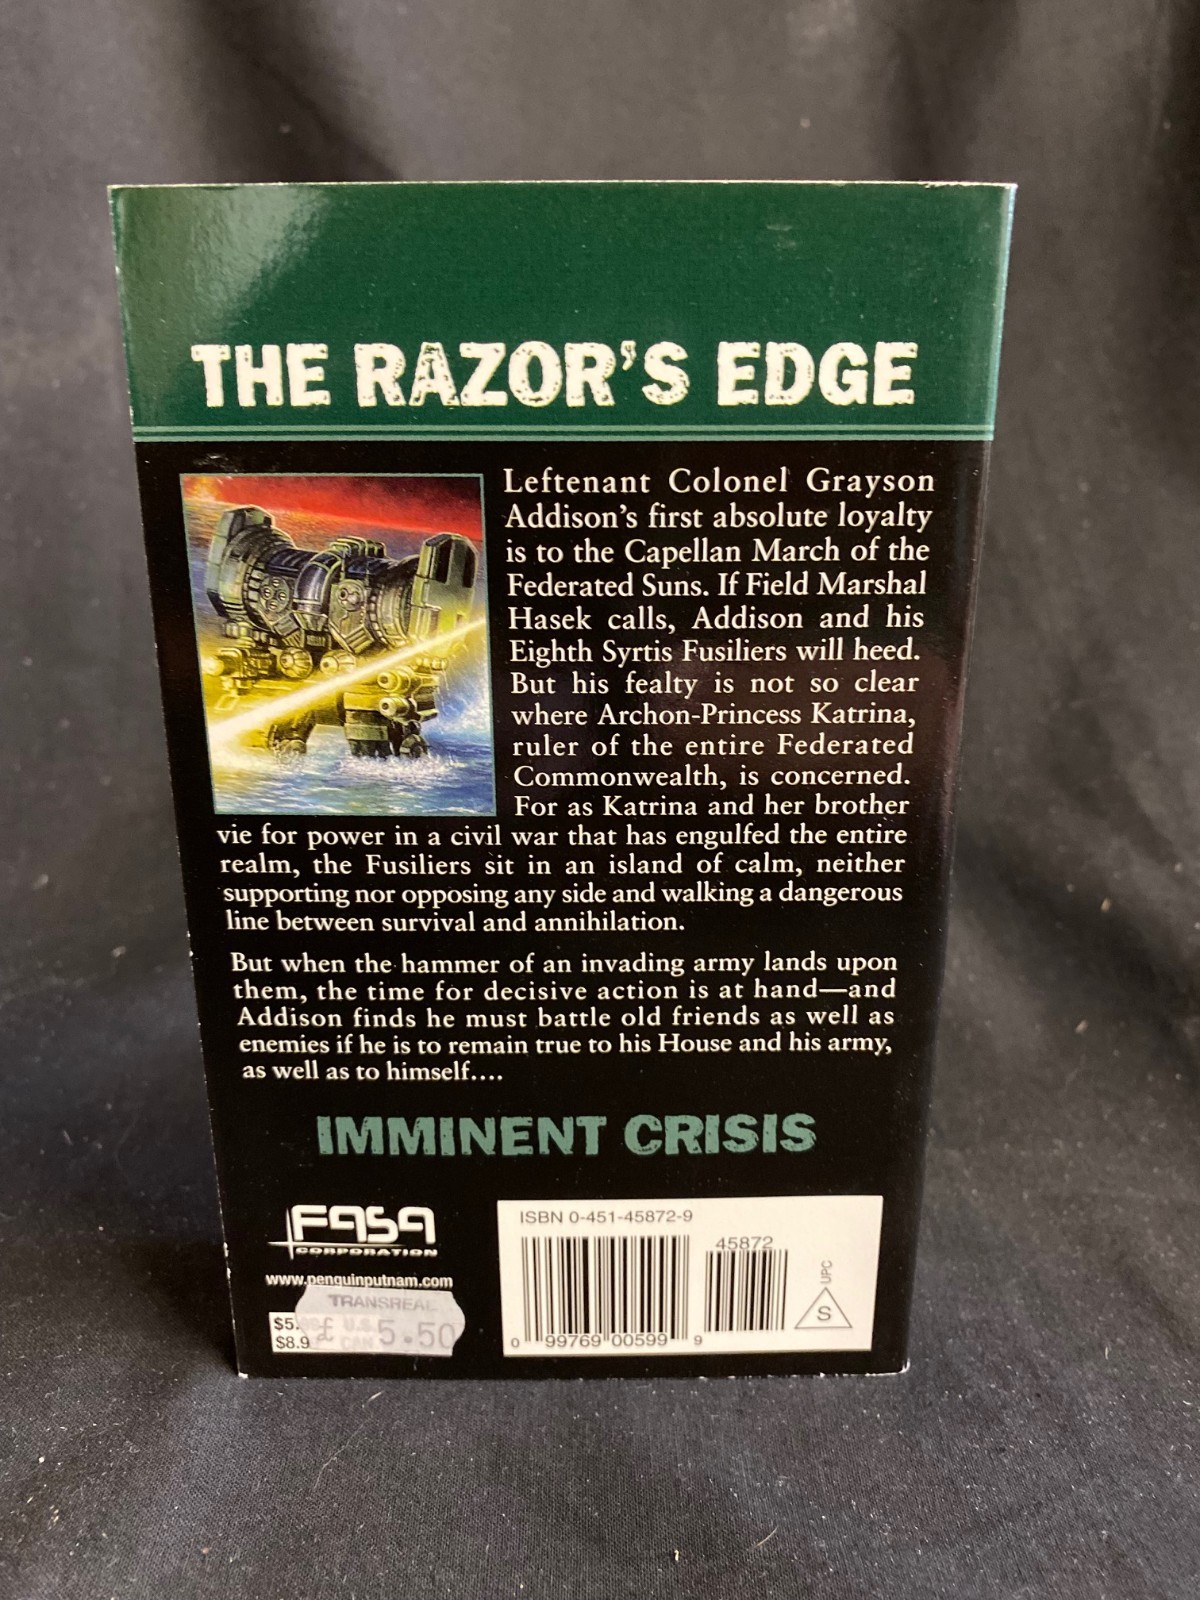 THE RAZOR'S EDGE
Leftenant Colonel Grayson
Addison's first absolute loyalty
is to the Capellan March of the
Federated Suns. If Field Marshal
Hasek calls, Addison and his
Eighth Syrtis Fusiliers will heed.
But his fealty is not so clear
where Archon-Princess Katrina,
ruler of the entire Federated
Commonwealth, is concerned.
For as Katrina and her brother
vie for power in a civil war that has engulfed the entire
realm, the Fusiliers sit in an island of calm, neither
supporting nor opposing any side and walking a dangerous
line between survival and annihilation.
But when the hammer of an invading army lands upon
them, the time for decisive action is at hand—and
Addison finds he must battle old friends as well as
enemies if he is to remain true to his House and his army,
as well as to himself....
IMMINENT CRISIS
FASA
CORPORATION
www.penguinputnam.com
TRANSREAL
$5. U.S.
$8.9 CAN
£ 5.50
ISBN 0-451-45872-9
45872
0 99769 00599 9
UPC
S